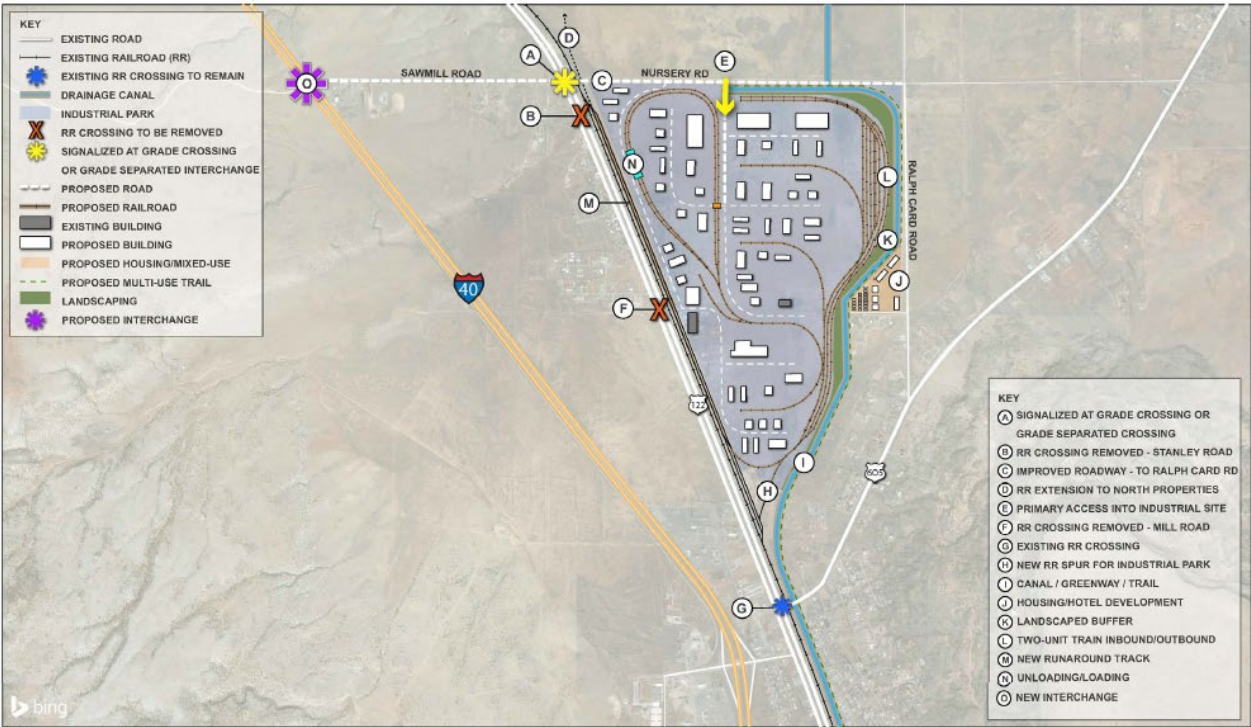 KEY
EXISTING ROAD
EXISTING RAILROAD (RR)
EXISTING RR CROSSING TO REMAIN
DRAINAGE CANAL
INDUSTRIAL PARK
RR CROSSING TO BE REMOVED
SIGNALIZED AT GRADE CROSSING
OR GRADE SEPARATED INTERCHANGE
PROPOSED ROAD
PROPOSED RAILROAD
EXISTING BUILDING
PROPOSED BUILDING
PROPOSED HOUSING/MIXED-USE
PROPOSED MULTI-USE TRAIL
LANDSCAPING
PROPOSED INTERCHANGE
D
A
E
O
SAWMILL ROAD
C
NURSERY RD
B
N
L
RALPH CARD ROAD
M
K
J
40
F
122
I
605
H
G
KEY
A SIGNALIZED AT GRADE CROSSING OR
GRADE SEPARATED CROSSING
B RR CROSSING REMOVED - STANLEY ROAD
C IMPROVED ROADWAY - TO RALPH CARD RD
D RR EXTENSION TO NORTH PROPERTIES
E PRIMARY ACCESS INTO INDUSTRIAL SITE
F RR CROSSING REMOVED - MILL ROAD
G EXISTING RR CROSSING
H NEW RR SPUR FOR INDUSTRIAL PARK
I CANAL / GREENWAY / TRAIL
J HOUSING/HOTEL DEVELOPMENT
K LANDSCAPED BUFFER
L TWO-UNIT TRAIN INBOUND/OUTBOUND
M NEW RUNAROUND TRACK
N UNLOADING/LOADING
O NEW INTERCHANGE
bing